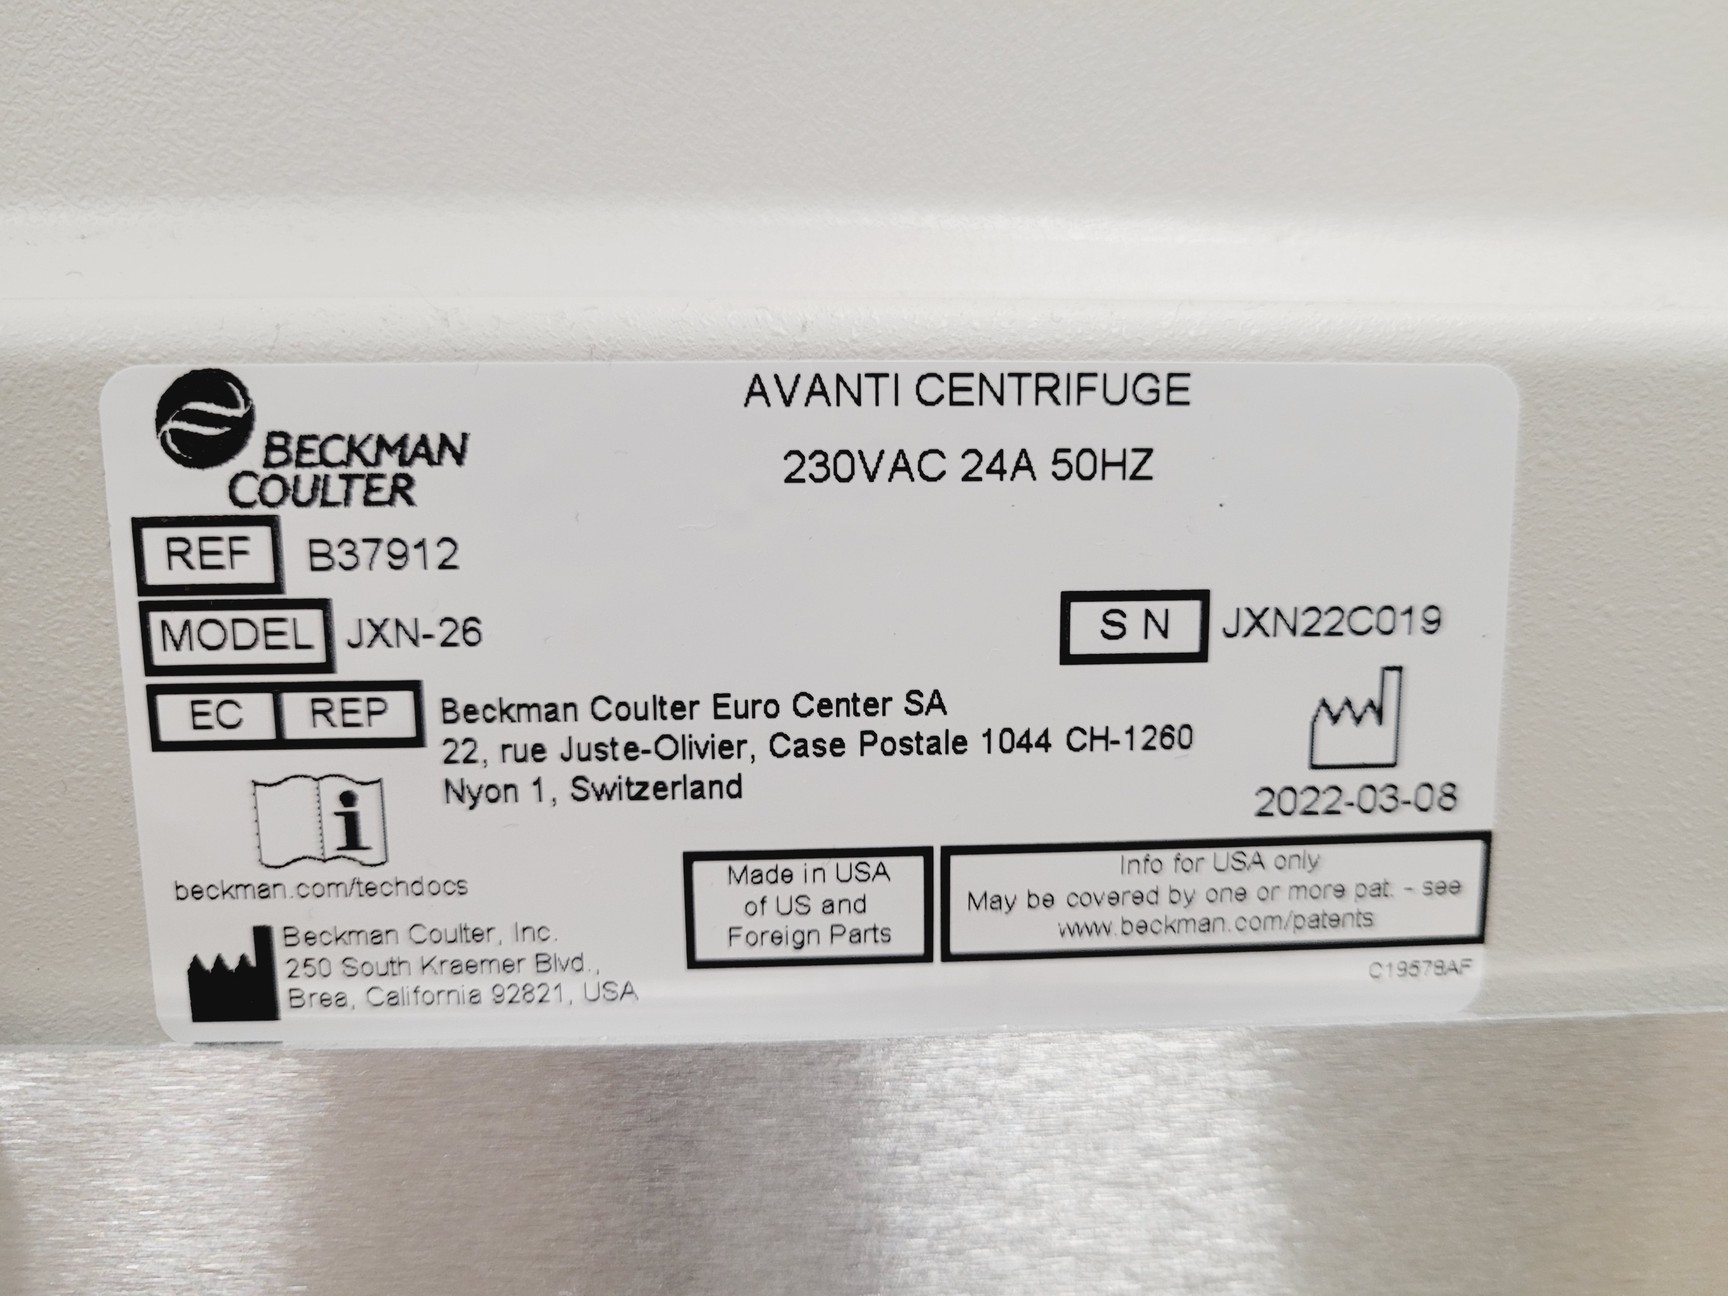 BECKMAN
COULTER
AVANTI CENTRIFUGE
230VAC 24A 50HZ
REF B37912
MODEL JXN-26
SN JXN22C019
EC REP Beckman Coulter Euro Center SA
22, rue Juste-Olivier, Case Postale 1044 CH-1260
Nyon 1, Switzerland
2022-03-08
i
beckman.com/techdocs
Beckman Coulter, Inc.
250 South Kraemer Blvd.,
Brea, California 92821, USA
Made in USA
of US and
Foreign Parts
Info for USA only
May be covered by one or more pat. - see
www.beckman.com/patents
C19578AF